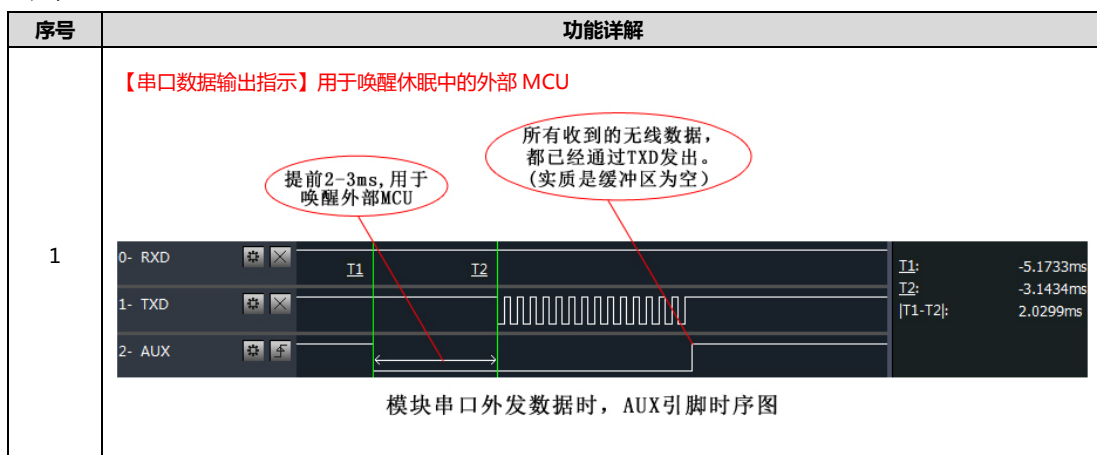 序号 功能详解
【串口数据输出指示】用于唤醒休眠中的外部 MCU
所有收到的无线数据，
都已经通过TXD发出。
(实质是缓冲区为空)
提前2-3ms,用于
唤醒外部MCU
1
0- RXD
T1 T2
1- TXD
2- AUX
T1: -5.1733ms
T2: -3.1434ms
|T1-T2|: 2.0299ms
模块串口外发数据时，AUX引脚时序图